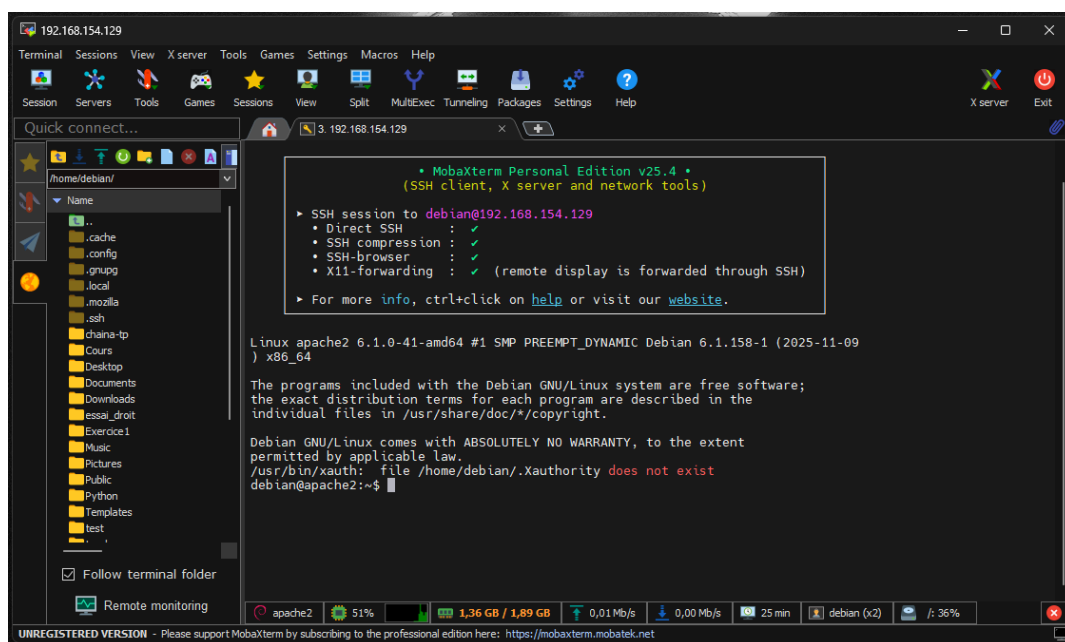 192.168.154.129
Terminal Sessions View X server Tools Games Settings Macros Help
Session Servers Tools Games Sessions View Split MultiExec Tunneling Packages Settings Help X server Exit
Quick connect...
3. 192.168.154.129
/home/debian/
Name
..
.cache
.config
.gnupg
.local
.mozilla
.ssh
chaina-tp
Cours
Desktop
Documents
Downloads
essai_droit
Exercice1
Music
Pictures
Public
Python
Templates
test
Follow terminal folder
Remote monitoring
• MobaXterm Personal Edition v25.4 •
(SSH client, X server and network tools)
► SSH session to debian@192.168.154.129
• Direct SSH : ✔
• SSH compression : ✔
• SSH-browser : ✔
• X11-forwarding : ✔ (remote display is forwarded through SSH)
► For more info, ctrl+click on help or visit our website.
Linux apache2 6.1.0-41-amd64 #1 SMP PREEMPT_DYNAMIC Debian 6.1.158-1 (2025-11-09
) x86_64
The programs included with the Debian GNU/Linux system are free software;
the exact distribution terms for each program are described in the
individual files in /usr/share/doc/*/copyright.
Debian GNU/Linux comes with ABSOLUTELY NO WARRANTY, to the extent
permitted by applicable law.
/usr/bin/xauth: file /home/debian/.Xauthority does not exist
debian@apache2:~$
apache2 51% 1,36 GB / 1,89 GB 0,01 Mb/s 0,00 Mb/s 25 min debian (x2) /: 36%
UNREGISTERED VERSION - Please support MobaXterm by subscribing to the professional edition here: https://mobaxterm.mobatek.net